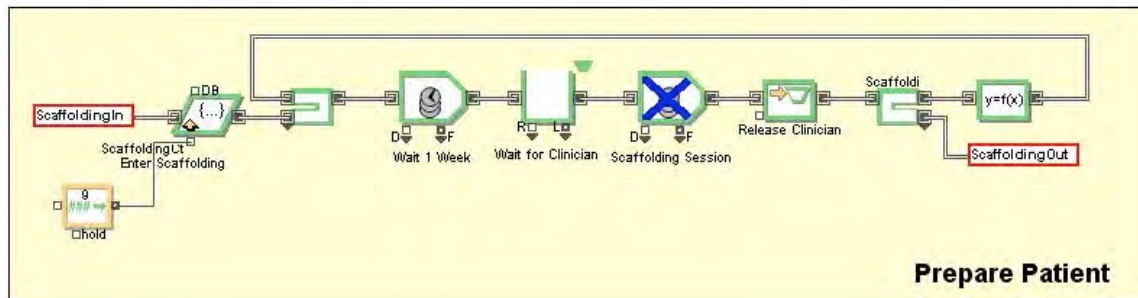 DB
{...}
ScaffoldingIn
ScaffoldingCt
Enter Scaffolding
9
###
hold
D F
Wait 1 Week
R L
Wait for Clinician
D F
Scaffolding Session
Release Clinician
Scaffoldi
y=f(x)
ScaffoldingOut
Prepare Patient